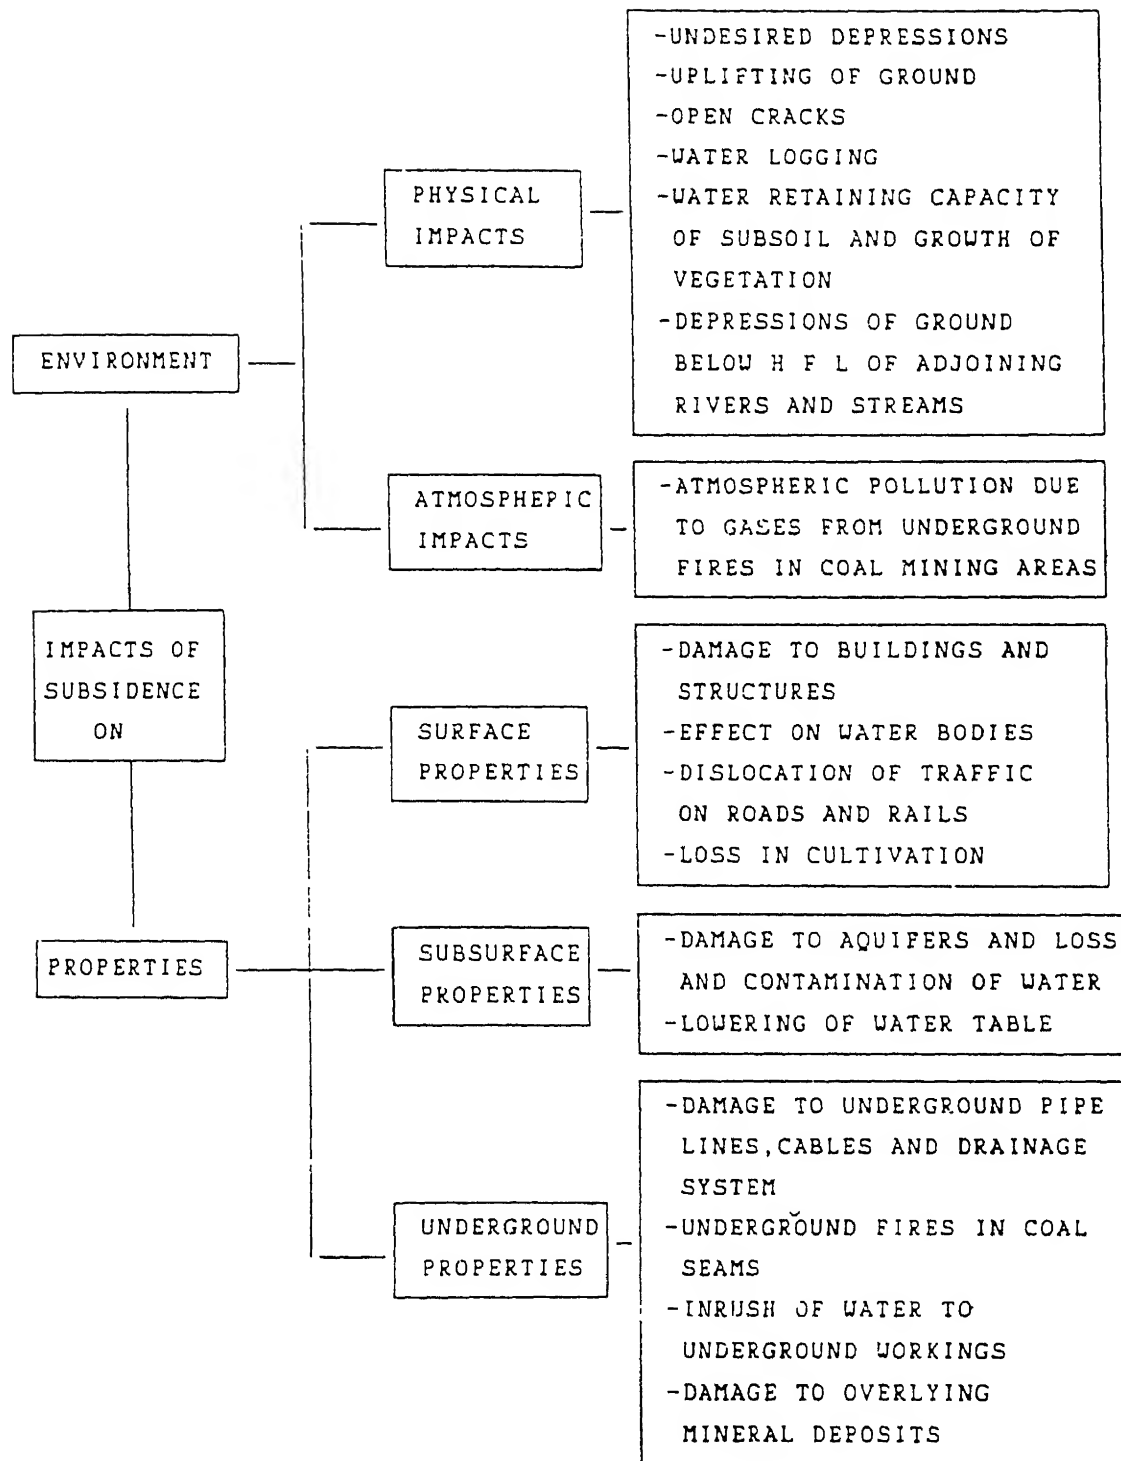 -UNDESIRED DEPRESSIONS
-UPLIFTING OF GROUND
-OPEN CRACKS
-WATER LOGGING
-WATER RETAINING CAPACITY
OF SUBSOIL AND GROWTH OF
VEGETATION
-DEPRESSIONS OF GROUND
BELOW H F L OF ADJOINING
RIVERS AND STREAMS
PHYSICAL
IMPACTS
ENVIRONMENT
ATMOSPHEPIC
IMPACTS
-ATMOSPHERIC POLLUTION DUE
TO GASES FROM UNDERGROUND
FIRES IN COAL MINING AREAS
IMPACTS OF
SUBSIDENCE
ON
SURFACE
PROPERTIES
-DAMAGE TO BUILDINGS AND
STRUCTURES
-EFFECT ON WATER BODIES
-DISLOCATION OF TRAFFIC
ON ROADS AND RAILS
-LOSS IN CULTIVATION
PROPERTIES
SUBSURFACE
PROPERTIES
-DAMAGE TO AQUIFERS AND LOSS
AND CONTAMINATION OF WATER
-LOWERING OF WATER TABLE
UNDERGROUND
PROPERTIES
-DAMAGE TO UNDERGROUND PIPE
LINES,CABLES AND DRAINAGE
SYSTEM
-UNDERGROUND FIRES IN COAL
SEAMS
-INRUSH OF WATER TO
UNDERGROUND WORKINGS
-DAMAGE TO OVERLYING
MINERAL DEPOSITS